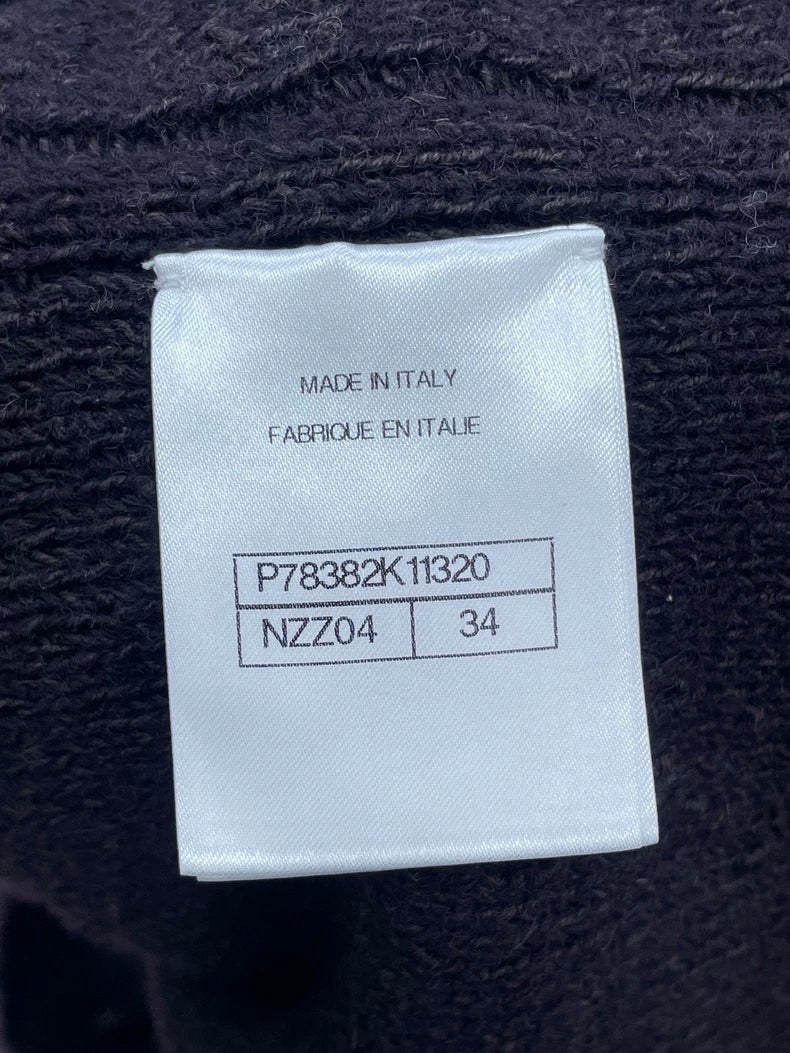 MADE IN ITALY
FABRIQUE EN ITALIE
P78382K11320
NZZ04 34